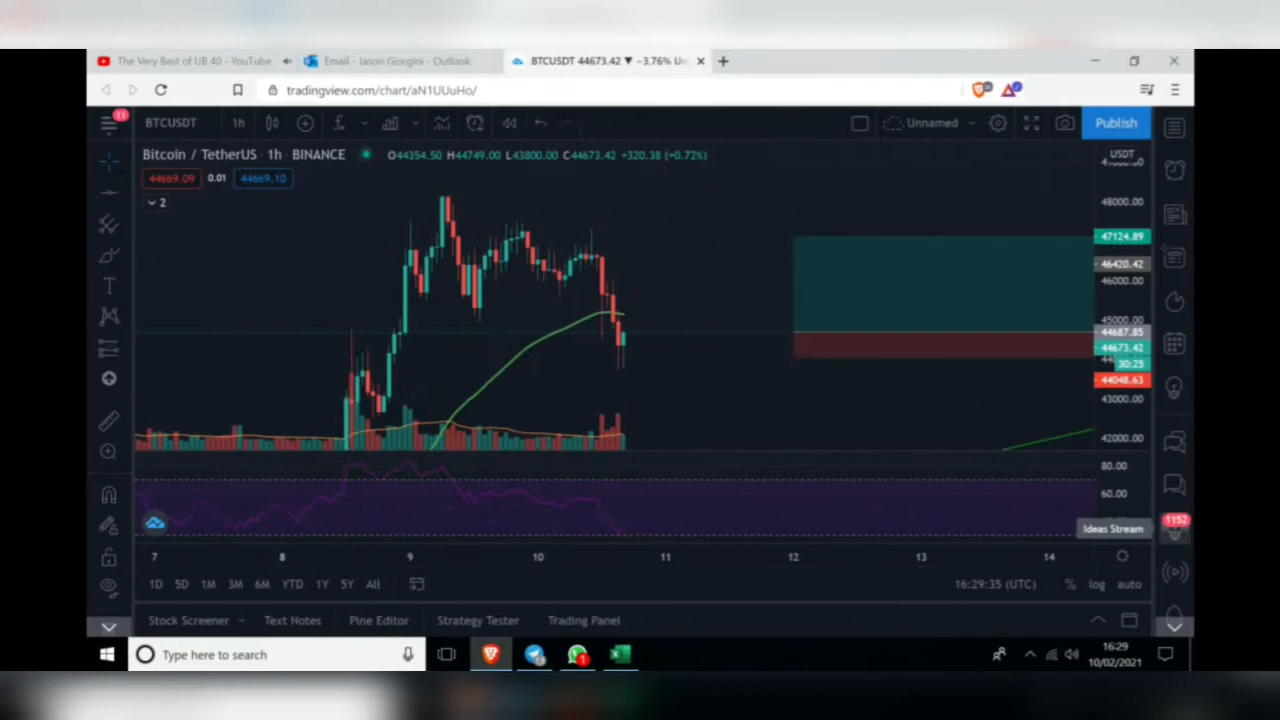 The Very Best of UB 40 - YouTube
Email - Jason Giorgini - Outlook
BTCUSDT 44673.42 ▼ −3.76% Un
tradingview.com/chart/aN1UUuHo/
11
BTCUSDT
1h
Unnamed
Publish
Bitcoin / TetherUS · 1h · BINANCE
O44354.50 H44749.00 L43800.00 C44673.42 +320.38 (+0.72%)
USDT
44669.09
0.01
44669.10
2
48000.00
47124.89
46420.42
46000.00
45000.00
44687.85
44673.42
30:25
44048.63
43000.00
42000.00
80.00
60.00
1152
Ideas Stream
7 8 9 10 11 12 13 14
1D 5D 1M 3M 6M YTD 1Y 5Y All
16:29:35 (UTC)
% log auto
Stock Screener
Text Notes
Pine Editor
Strategy Tester
Trading Panel
Type here to search
1
16:29
10/02/2021